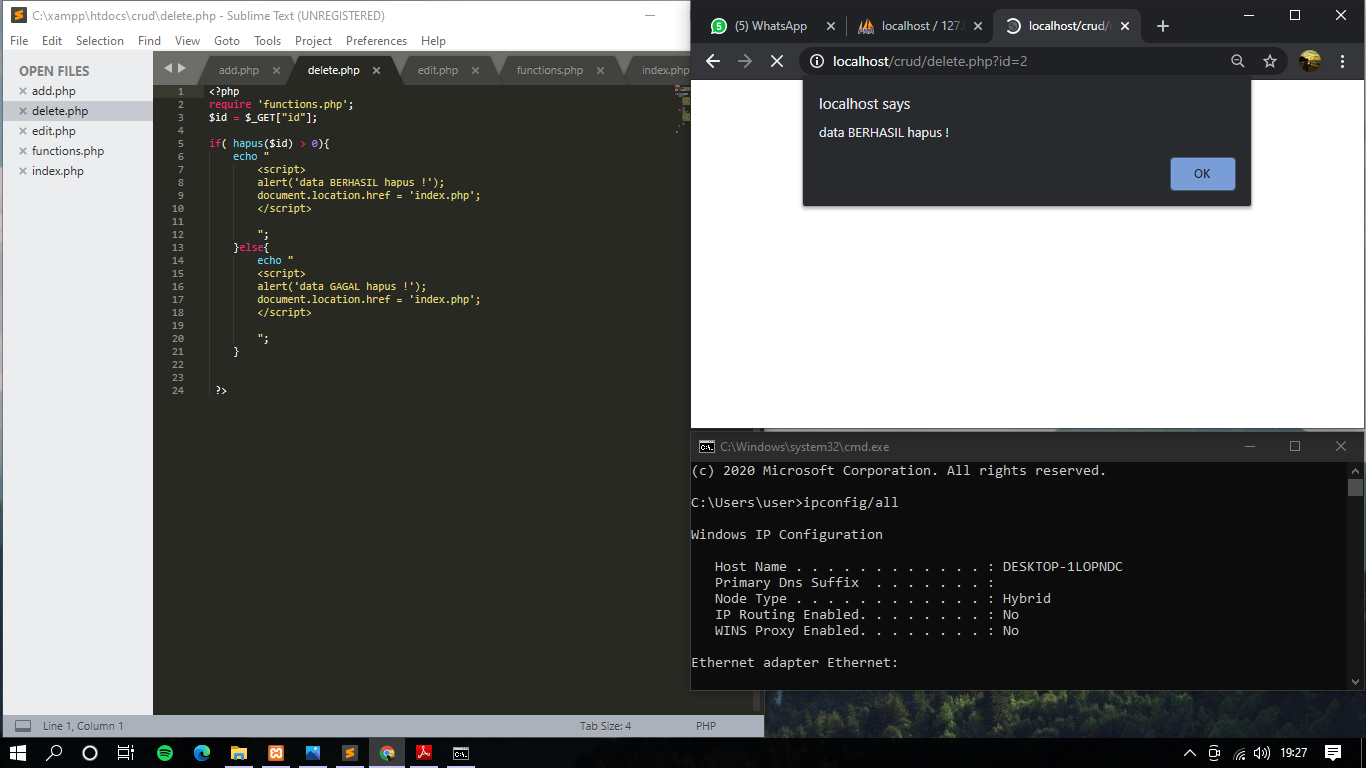 C:\xampp\htdocs\crud\delete.php - Sublime Text (UNREGISTERED)
File Edit Selection Find View Goto Tools Project Preferences Help
OPEN FILES
add.php
delete.php
edit.php
functions.php
index.php
add.php delete.php edit.php functions.php index.php
1 <?php
2 require 'functions.php';
3 $id = $_GET["id"];
4
5 if( hapus($id) > 0){
6 echo "
7 <script>
8 alert('data BERHASIL hapus !');
9 document.location.href = 'index.php';
10 </script>
11
12 ";
13 }else{
14 echo "
15 <script>
16 alert('data GAGAL hapus !');
17 document.location.href = 'index.php';
18 </script>
19
20 ";
21 }
22
23
24 ?>
Line 1, Column 1 Tab Size: 4 PHP
5 (5) WhatsApp localhost / 127. localhost/crud/
localhost/crud/delete.php?id=2
localhost says
data BERHASIL hapus !
OK
C:\Windows\system32\cmd.exe
(c) 2020 Microsoft Corporation. All rights reserved.
C:\Users\user>ipconfig/all
Windows IP Configuration
Host Name . . . . . . . . . . . . : DESKTOP-1LOPNDC
Primary Dns Suffix . . . . . . . :
Node Type . . . . . . . . . . . . : Hybrid
IP Routing Enabled. . . . . . . . : No
WINS Proxy Enabled. . . . . . . . : No
Ethernet adapter Ethernet:
19:27